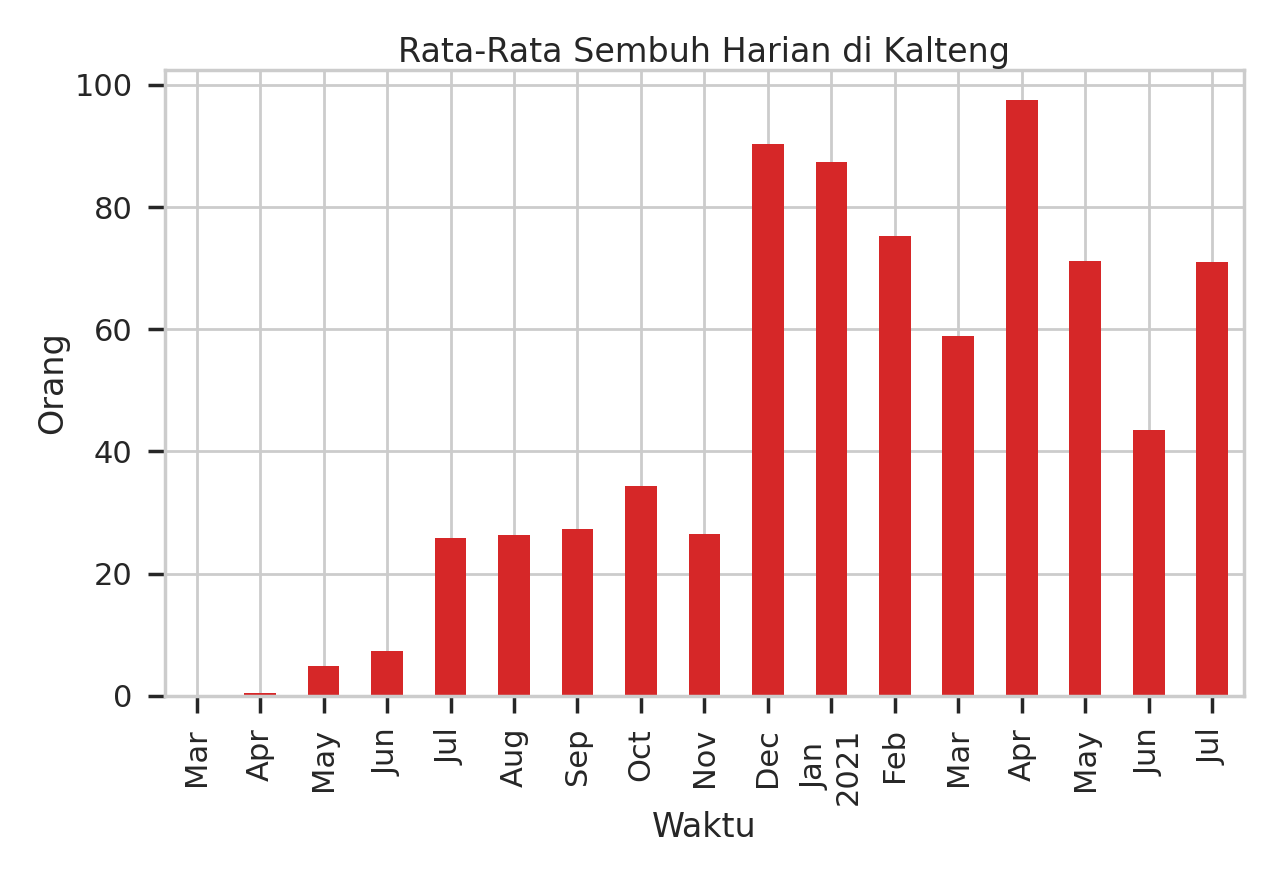 Rata-Rata Sembuh Harian di Kalteng
100
80
60
40
20
0
Orang
Mar
Apr
May
Jun
Jul
Aug
Sep
Oct
Nov
Dec
Jan
2021
Feb
Mar
Apr
May
Jun
Jul
Waktu